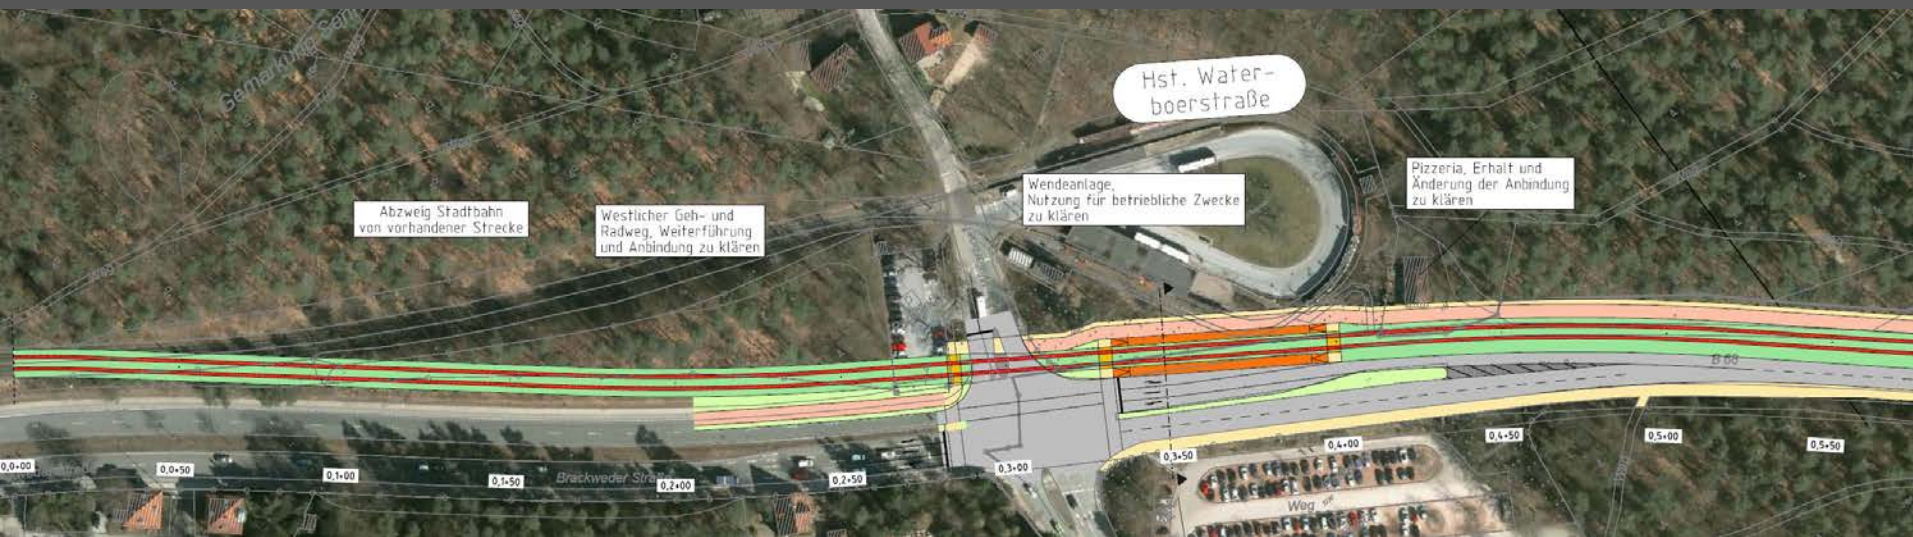 Gemarkung
Hst. Water-
boerstraße
Abzweig Stadtbahn
von vorhandener Strecke
Westlicher Geh- und
Radweg, Weiterführung
und Anbindung zu klären
Wendeanlage,
Nutzung für betriebliche Zwecke
zu klären
Pizzeria, Erhalt und
Änderung der Anbindung
zu klären
B 68
Brackweder Straße
Weg
0,0+00
0,0+50
0,1+00
0,1+50
0,2+00
0,2+50
0,3+00
0,3+50
0,4+00
0,4+50
0,5+00
0,5+50